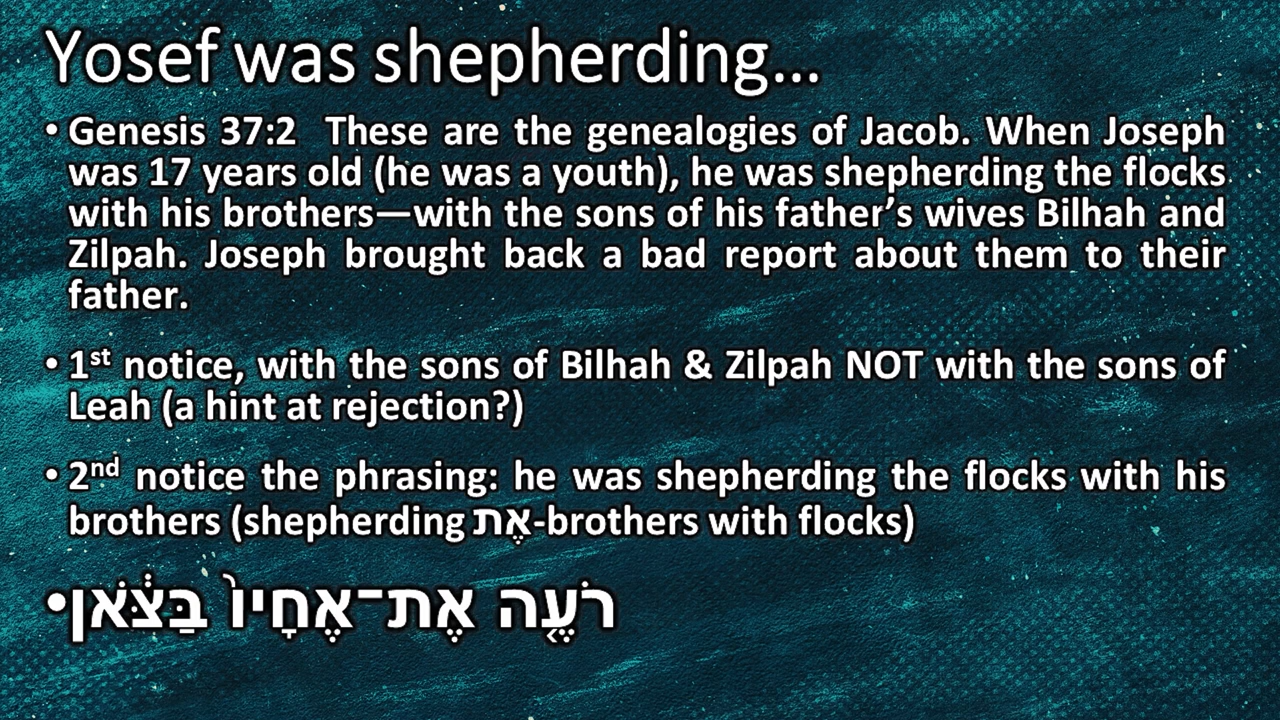 Yosef was shepherding...
• Genesis 37:2 These are the genealogies of Jacob. When Joseph
was 17 years old (he was a youth), he was shepherding the flocks
with his brothers—with the sons of his father’s wives Bilhah and
Zilpah. Joseph brought back a bad report about them to their
father.
• 1st notice, with the sons of Bilhah & Zilpah NOT with the sons of
Leah (a hint at rejection?)
• 2nd notice the phrasing: he was shepherding the flocks with his
brothers (shepherding אֶת-brothers with flocks)
•רֹעֶ֤ה אֶת־אֶחָיו֙ בַּצֹּ֔אן